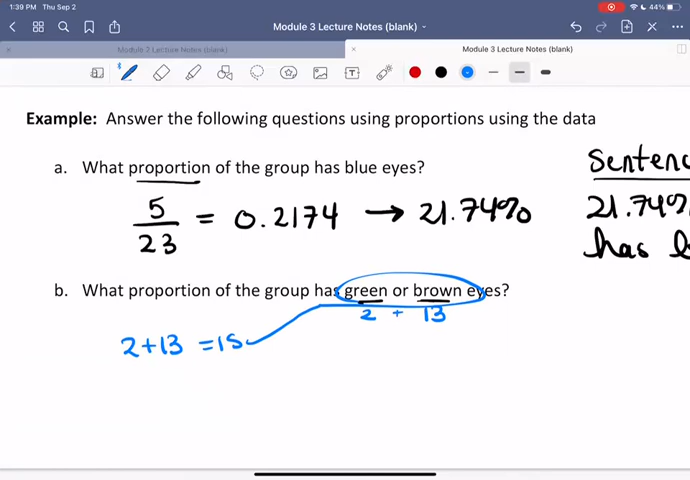 1:39 PM Thu Sep 2 44%
Module 3 Lecture Notes (blank)
Module 2 Lecture Notes (blank) Module 3 Lecture Notes (blank)
Example: Answer the following questions using proportions using the data
a. What proportion of the group has blue eyes?
Sentenc
5/23 = 0.2174 → 21.74%
21.74%
has b
b. What proportion of the group has green or brown eyes?
2 + 13
2+13 =15